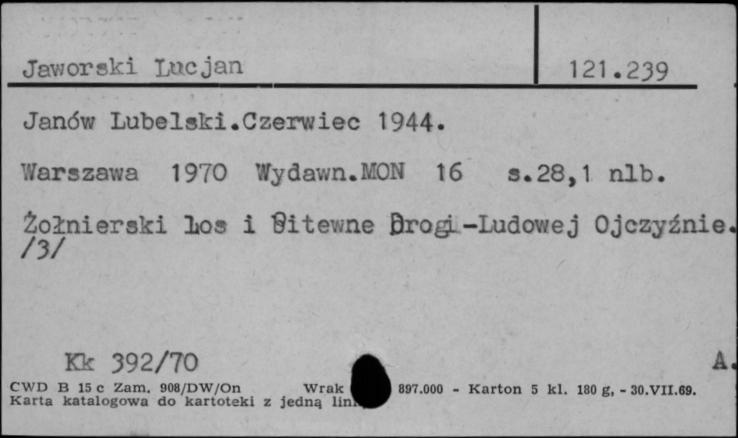 Jaworski Lucjan 121.239
Janów Lubelski.Czerwiec 1944.
Warszawa 1970 Wydawn.MON 16 s.28,1 nlb.
Żołnierski Los i Bitewne Drogi-Ludowej Ojczyźnie.
/3/
Kk 392/70 A.
CWD B 15 c Zam. 908/DW/On Wrak 897.000 - Karton 5 kl. 180 g, - 30.VII.69.
Karta katalogowa do kartoteki z jedną